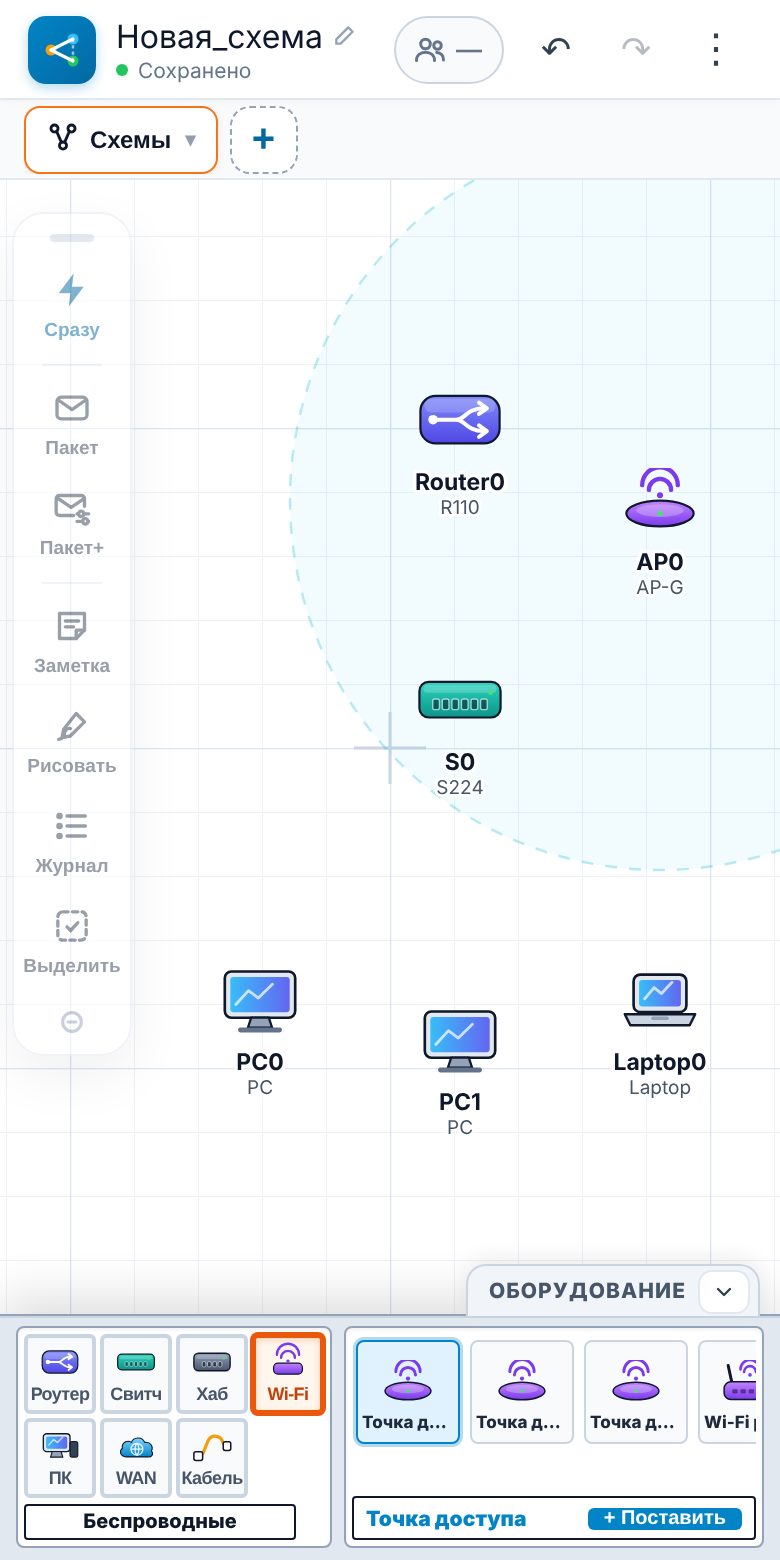 Новая_схема
Сохранено
Схемы
Сразу
Пакет
Пакет+
Заметка
Рисовать
Журнал
Выделить
Router0
R110
AP0
AP-G
S0
S224
PC0
PC
PC1
PC
Laptop0
Laptop
ОБОРУДОВАНИЕ
Роутер Свитч Хаб Wi-Fi
ПК WAN Кабель
Беспроводные
Точка д... Точка д... Точка д... Wi-Fi
Точка доступа + Поставить